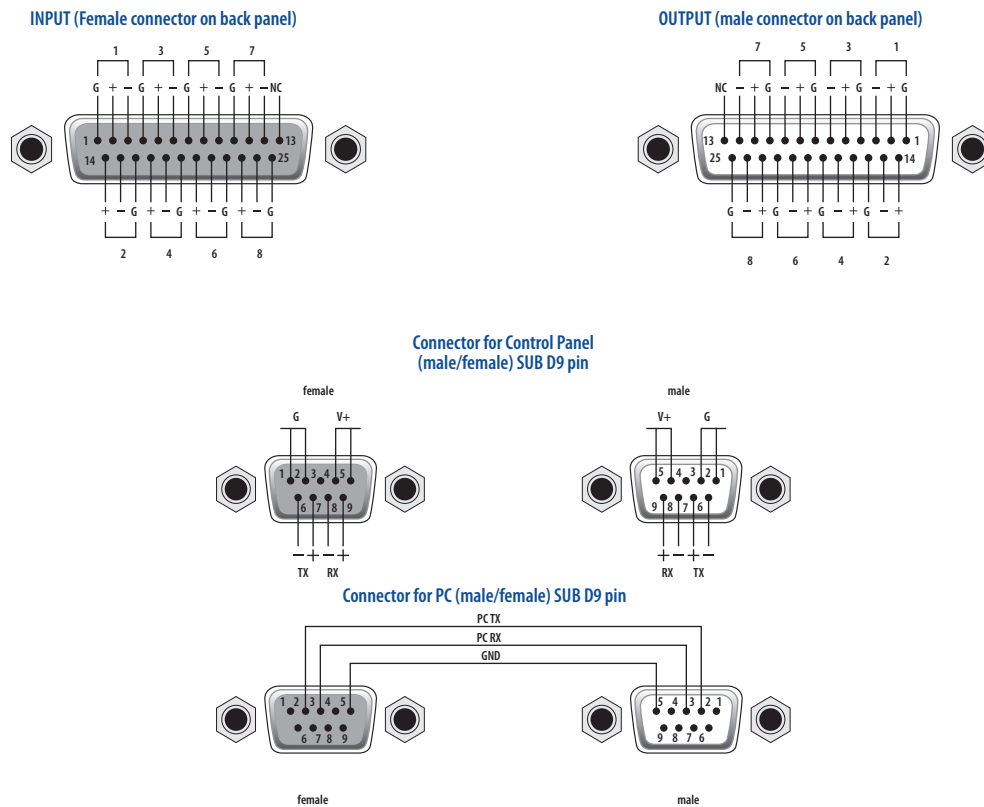 INPUT (Female connector on back panel)
1 3 5 7
G + − G + − G + − G + − NC
1 13
14 25
+ − G + − G + − G + − G
2 4 6 8
OUTPUT (male connector on back panel)
7 5 3 1
NC − + G − + G − + G − + G
13 1
25 14
G − + G − + G − + G − +
8 6 4 2
Connector for Control Panel
(male/female) SUB D9 pin
female
G V+
1 2 3 4 5
6 7 8 9
− + − +
TX RX
male
V+ G
5 4 3 2 1
9 8 7 6
+ − + −
RX TX
Connector for PC (male/female) SUB D9 pin
PC TX
PC RX
GND
1 2 3 4 5
6 7 8 9
female
5 4 3 2 1
9 8 7 6
male